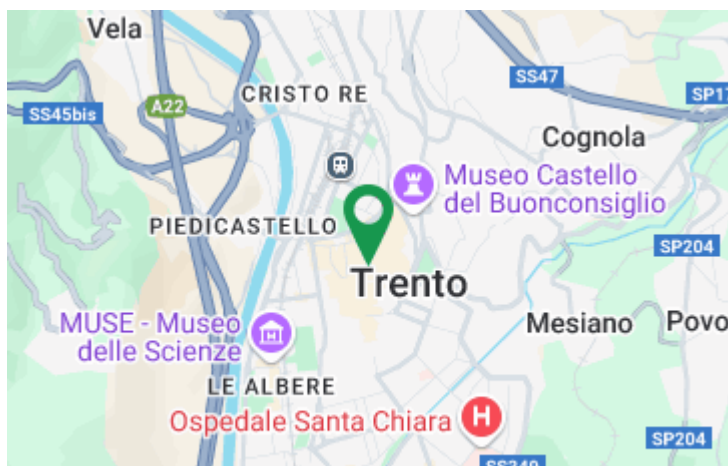 Vela
SS47
A22
CRISTO RE
SP17
SS45bis
Cognola
Museo Castello
del Buonconsiglio
PIEDICASTELLO
SP204
Trento
MUSE - Museo
delle Scienze
Mesiano
Povo
LE ALBERE
Ospedale Santa Chiara
H
SP204